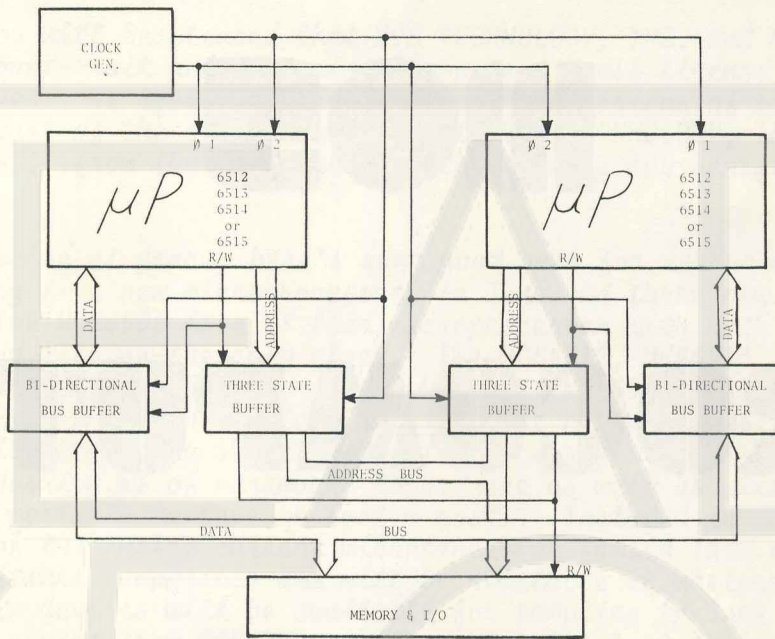 CLOCK
GEN.
Ø 1 Ø 2
Ø 2 Ø 1
μP
6512
6513
6514
or
6515
R/W
μP
6512
6513
6514
or
6515
R/W
DATA
ADDRESS
ADDRESS
DATA
BI-DIRECTIONAL
BUS BUFFER
THREE STATE
BUFFER
THREE STATE
BUFFER
BI-DIRECTIONAL
BUS BUFFER
ADDRESS BUS
DATA BUS
R/W
MEMORY & I/O